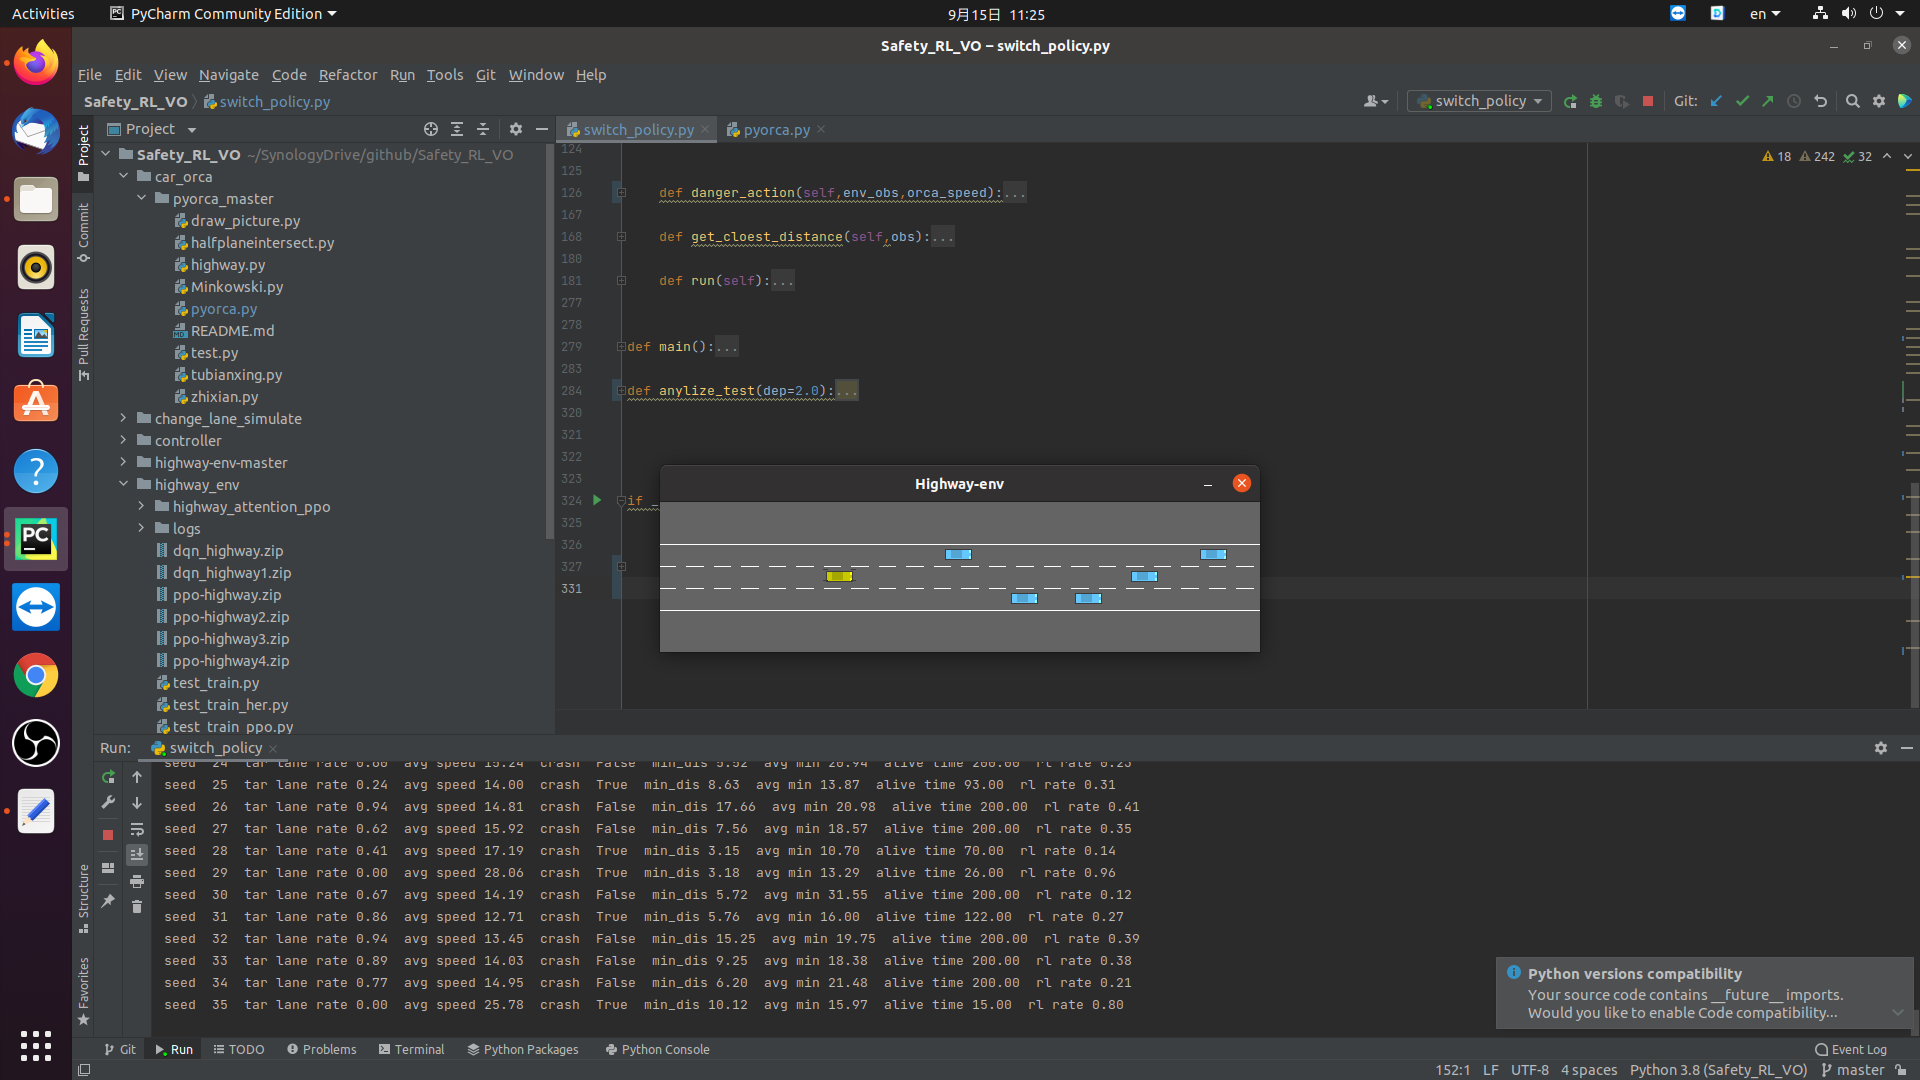 Activities
PyCharm Community Edition
9月15日 11:25
en
Safety_RL_VO – switch_policy.py
File Edit View Navigate Code Refactor Run Tools Git Window Help
Safety_RL_VO switch_policy.py
switch_policy
Git:
Project
Commit
Pull Requests
Structure
Favorites
Project
Safety_RL_VO ~/SynologyDrive/github/Safety_RL_VO
car_orca
pyorca_master
draw_picture.py
halfplaneintersect.py
highway.py
Minkowski.py
pyorca.py
README.md
test.py
tubianxing.py
zhixian.py
change_lane_simulate
controller
highway-env-master
highway_env
highway_attention_ppo
logs
dqn_highway.zip
dqn_highway1.zip
ppo-highway.zip
ppo-highway2.zip
ppo-highway3.zip
ppo-highway4.zip
test_train.py
test_train_her.py
test_train_ppo.py
switch_policy.py
pyorca.py
18 242 32
124
125
126 def danger_action(self,env_obs,orca_speed):...
167
168 def get_cloest_distance(self,obs):...
180
181 def run(self):...
277
278
279 def main():...
283
284 def anylize_test(dep=2.0):...
320
321
322
323
324 if _
325
326
327
331
Highway-env
Run: switch_policy
seed 24 tar lane rate 0.60 avg speed 15.24 crash False min_dis 5.52 avg min 20.94 alive time 200.00 rl rate 0.23
seed 25 tar lane rate 0.24 avg speed 14.00 crash True min_dis 8.63 avg min 13.87 alive time 93.00 rl rate 0.31
seed 26 tar lane rate 0.94 avg speed 14.81 crash False min_dis 17.66 avg min 20.98 alive time 200.00 rl rate 0.41
seed 27 tar lane rate 0.62 avg speed 15.92 crash False min_dis 7.56 avg min 18.57 alive time 200.00 rl rate 0.35
seed 28 tar lane rate 0.41 avg speed 17.19 crash True min_dis 3.15 avg min 10.70 alive time 70.00 rl rate 0.14
seed 29 tar lane rate 0.00 avg speed 28.06 crash True min_dis 3.18 avg min 13.29 alive time 26.00 rl rate 0.96
seed 30 tar lane rate 0.67 avg speed 14.19 crash False min_dis 5.72 avg min 31.55 alive time 200.00 rl rate 0.12
seed 31 tar lane rate 0.86 avg speed 12.71 crash True min_dis 5.76 avg min 16.00 alive time 122.00 rl rate 0.27
seed 32 tar lane rate 0.94 avg speed 13.45 crash False min_dis 15.25 avg min 19.75 alive time 200.00 rl rate 0.39
seed 33 tar lane rate 0.89 avg speed 14.03 crash False min_dis 9.25 avg min 18.38 alive time 200.00 rl rate 0.38
seed 34 tar lane rate 0.77 avg speed 14.95 crash False min_dis 6.20 avg min 21.48 alive time 200.00 rl rate 0.21
seed 35 tar lane rate 0.00 avg speed 25.78 crash True min_dis 10.12 avg min 15.97 alive time 15.00 rl rate 0.80
Python versions compatibility
Your source code contains __future__ imports.
Would you like to enable Code compatibility...
Git Run TODO Problems Terminal Python Packages Python Console Event Log
152:1 LF UTF-8 4 spaces Python 3.8 (Safety_RL_VO) master